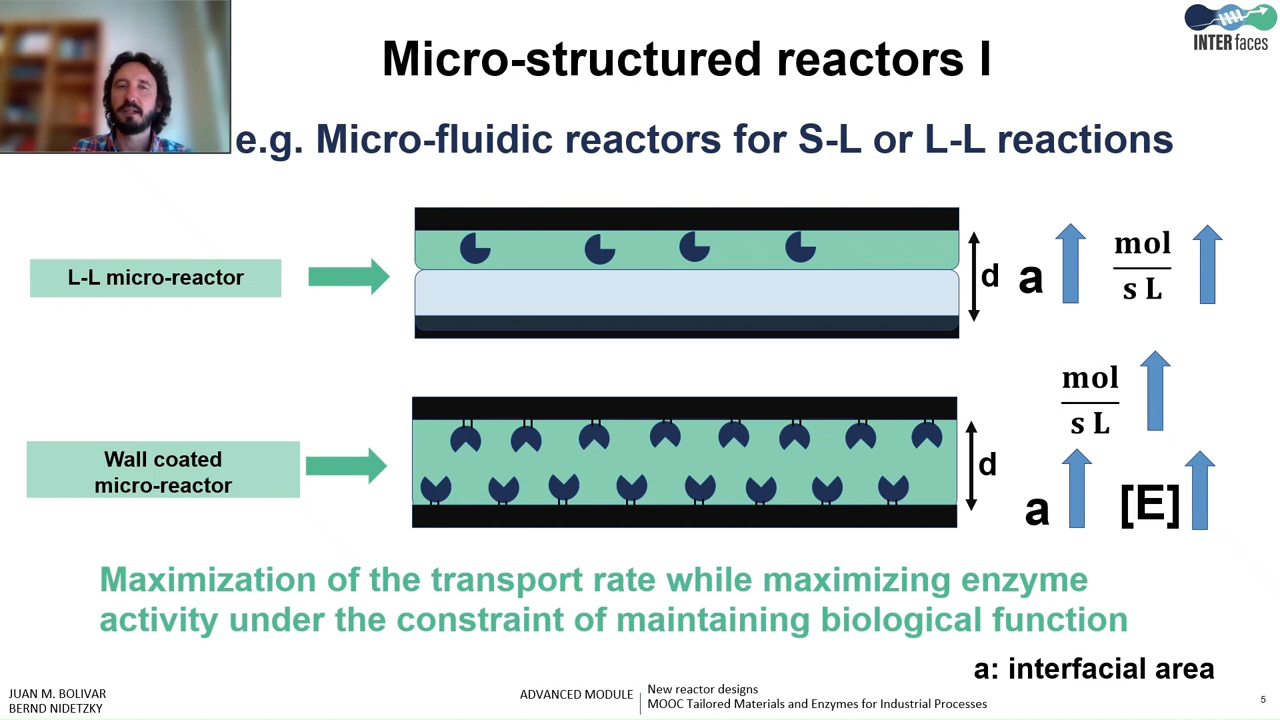 INTERfaces
Micro-structured reactors I
e.g. Micro-fluidic reactors for S-L or L-L reactions
L-L micro-reactor
d
a
mol
s L
Wall coated
micro-reactor
d
mol
s L
a
[E]
Maximization of the transport rate while maximizing enzyme
activity under the constraint of maintaining biological function
a: interfacial area
JUAN M. BOLIVAR
BERND NIDETZKY
ADVANCED MODULE
New reactor designs
MOOC Tailored Materials and Enzymes for Industrial Processes
5